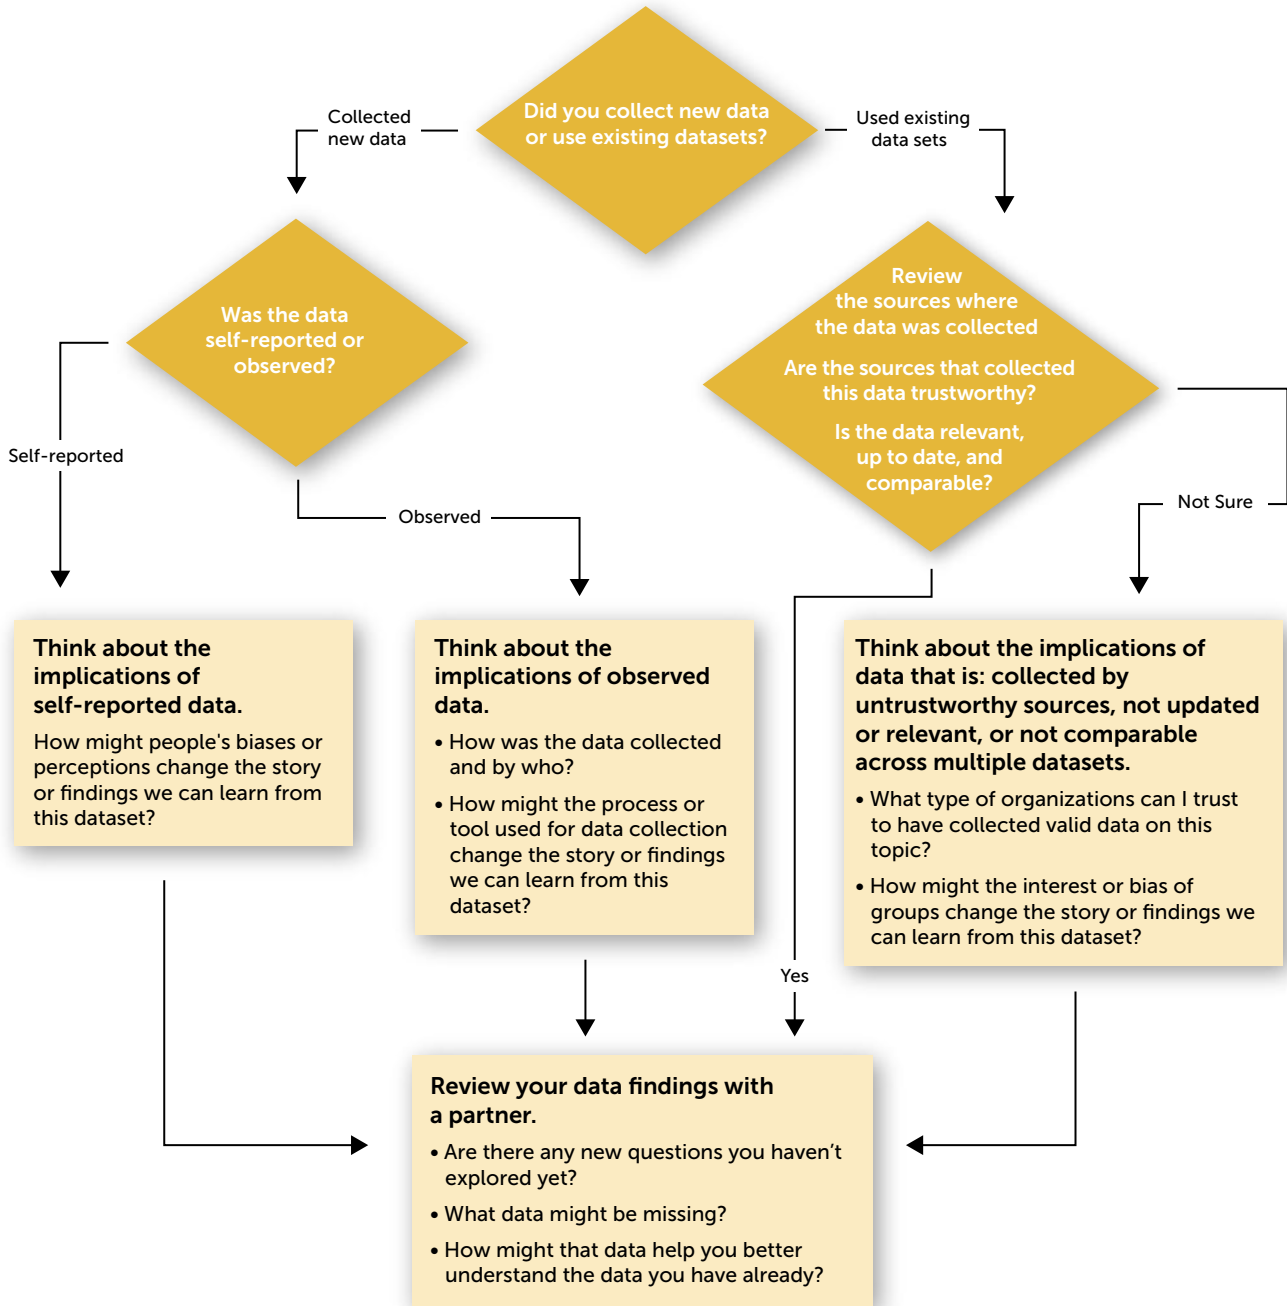 Did you collect new data
or use existing datasets?
Collected
new data
Used existing
data sets
Was the data
self-reported or
observed?
Review
the sources where
the data was collected
Are the sources that collected
this data trustworthy?
Is the data relevant,
up to date, and
comparable?
Self-reported
Observed
Not Sure
Think about the
implications of
self-reported data.
How might people's biases or
perceptions change the story
or findings we can learn from
this dataset?
Think about the
implications of observed
data.
• How was the data collected
and by who?
• How might the process or
tool used for data collection
change the story or findings
we can learn from this
dataset?
Think about the implications of
data that is: collected by
untrustworthy sources, not updated
or relevant, or not comparable
across multiple datasets.
• What type of organizations can I trust
to have collected valid data on this
topic?
• How might the interest or bias of
groups change the story or findings we
can learn from this dataset?
Yes
Review your data findings with
a partner.
• Are there any new questions you haven’t
explored yet?
• What data might be missing?
• How might that data help you better
understand the data you have already?